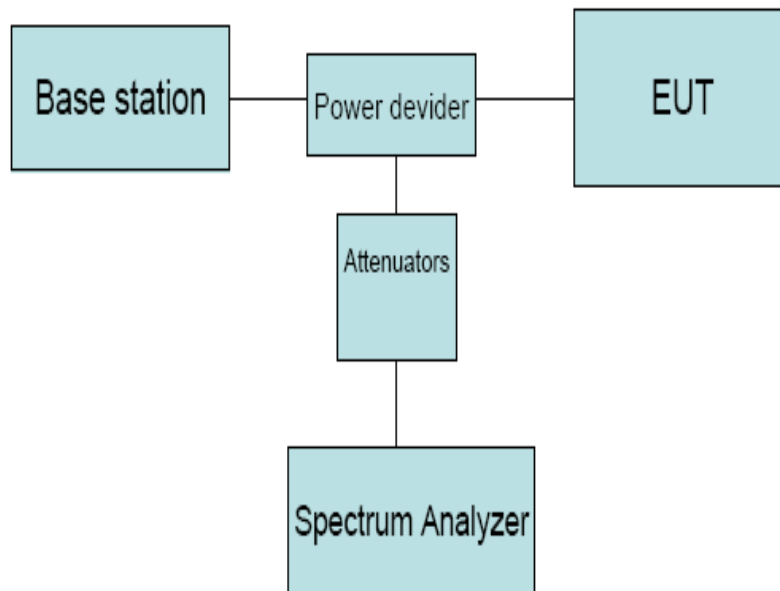 Base station
Power devider
EUT
Attenuators
Spectrum Analyzer